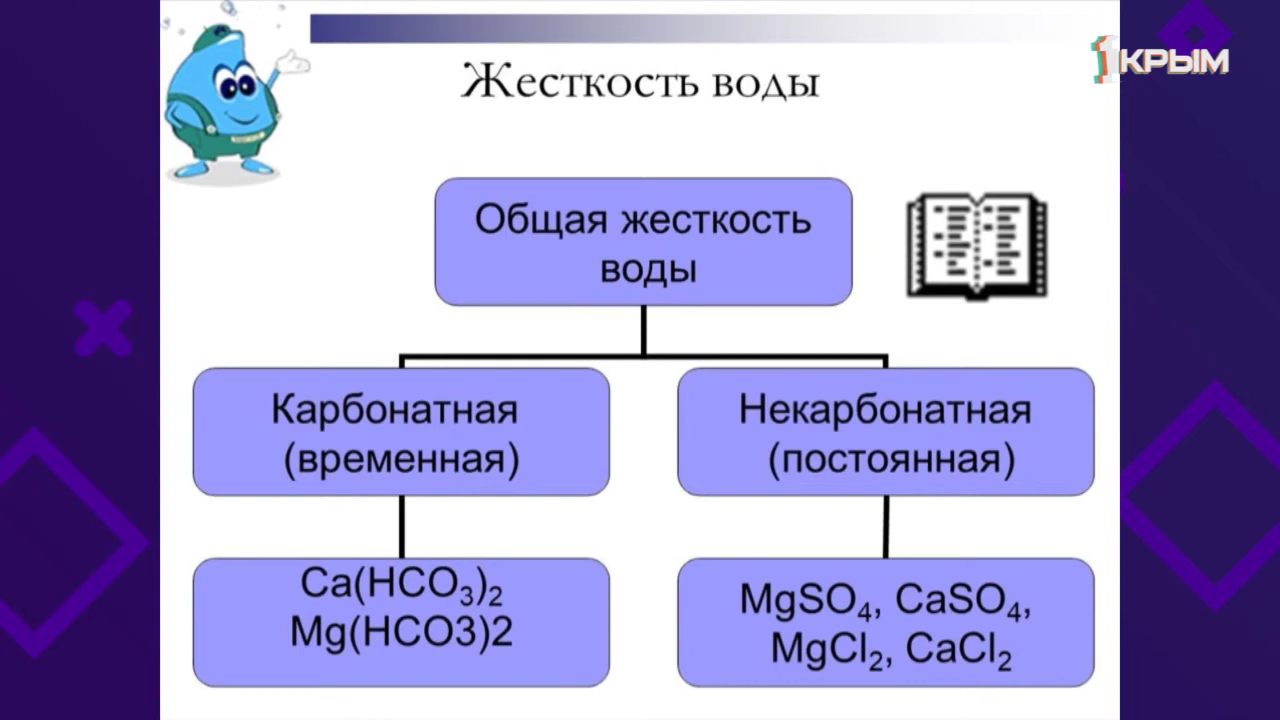 1КРЫМ
Жесткость воды
Общая жесткость
воды
Карбонатная
(временная)
Некарбонатная
(постоянная)
Ca(HCO₃)₂
Mg(HCO3)2
MgSO₄, CaSO₄,
MgCl₂, CaCl₂